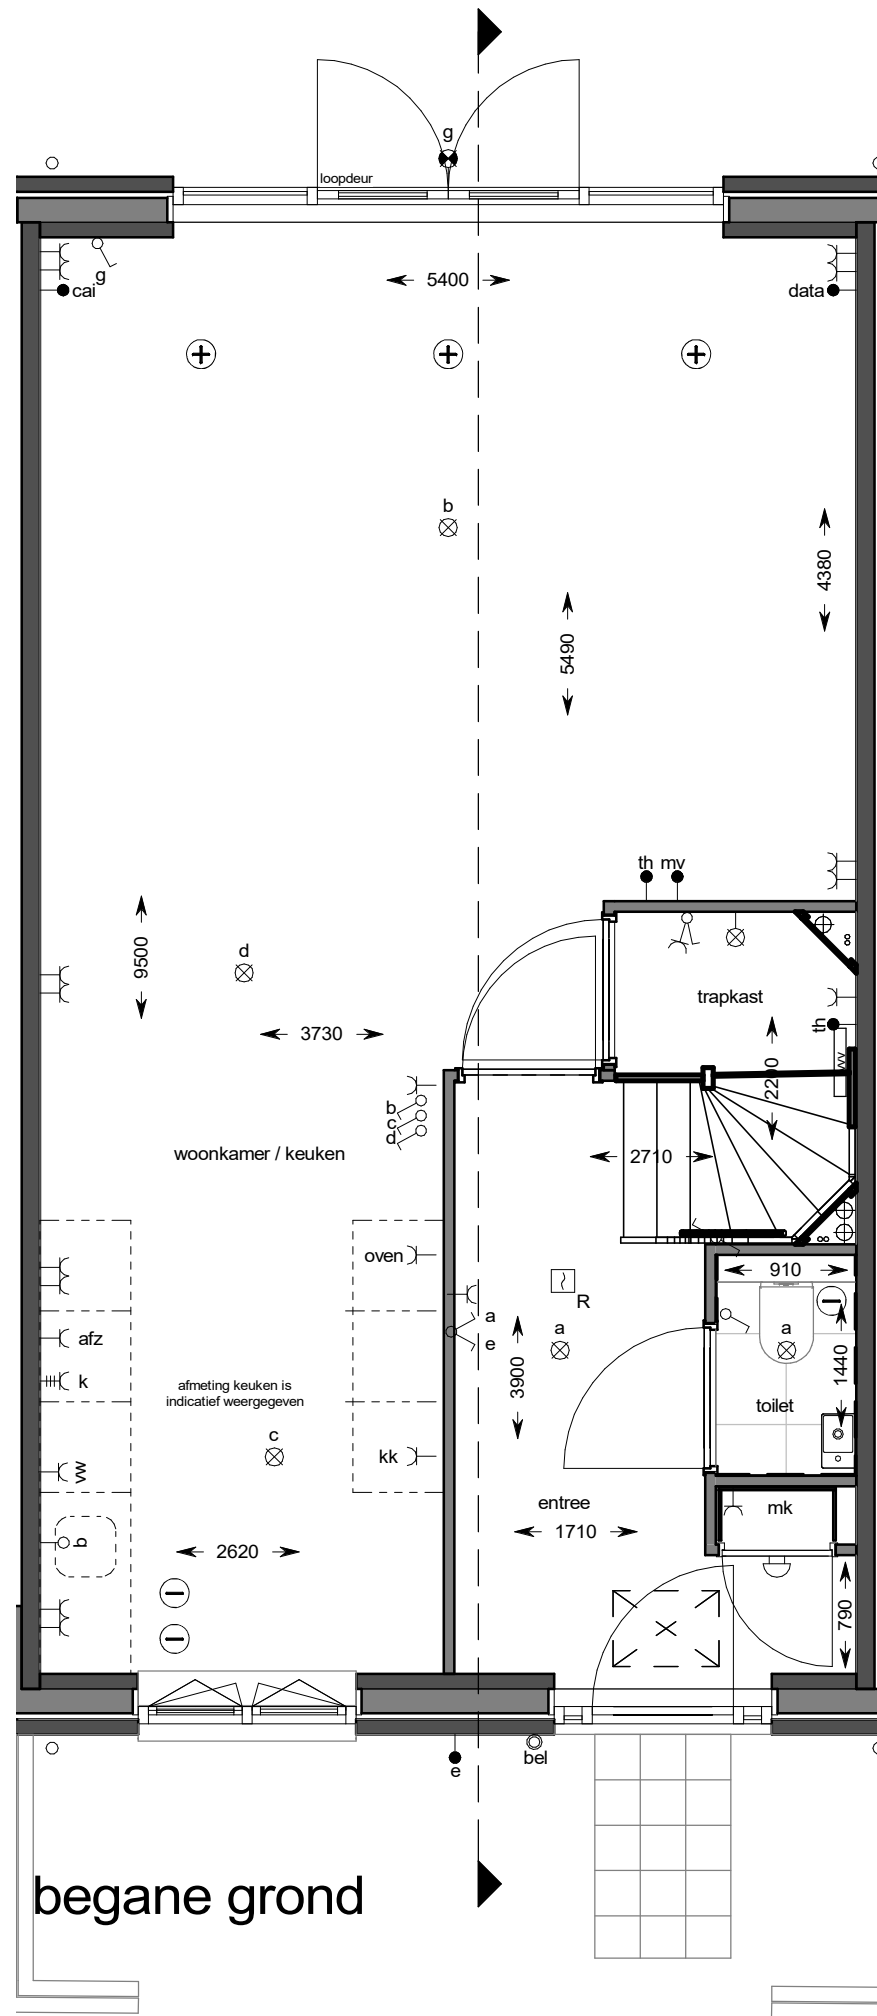 g
loopdeur
g
5400
cai
data
b
4380
5490
th mv
9500
d
trapkast
3730
th
2200
vv
b
c
d
woonkamer / keuken
2710
oven
910
R
a
a
a
afz
e
3900
1440
k
afmeting keuken is
indicatief weergegeven
toilet
c
kk
vw
entree
mk
1710
b
2620
790
e
bel
begane grond